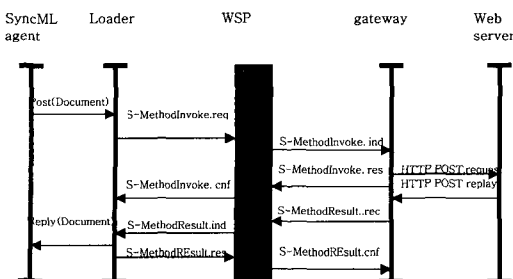 SyncML agent
Loader
WSP
gateway
Web server
Post(Document)
S-MethodInvoke.req
S-MethodInvoke. ind
S-MethodInvoke. res
HTTP POST reques
S-MethodInvoke. cnf
HTTP POST replay
S-MethodResult..rec
Reply(Document
S-MethodResult.ind
S-MethodREsult.res
S-MethodREsult.cnf